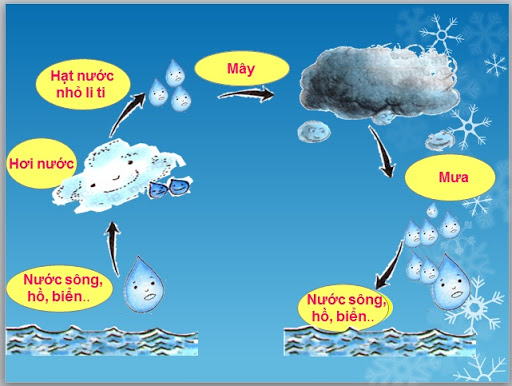 Hạt nước
nhỏ li ti
Mây
Hơi nước
Mưa
Nước sông,
hồ, biển..
Nước sông,
hồ, biển..